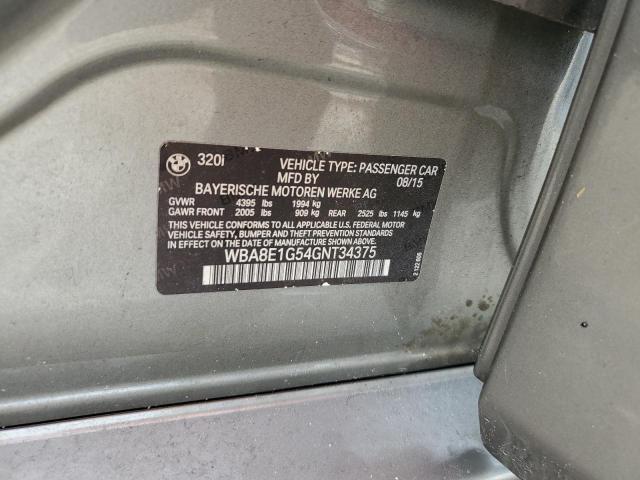 BMW 320i VEHICLE TYPE: PASSENGER CAR
MFD BY 08/15
BAYERISCHE MOTOREN WERKE AG
GVWR 4395 lbs 1994 kg
GAWR FRONT 2005 lbs 909 kg REAR 2525 lbs 1145 kg
THIS VEHICLE CONFORMS TO ALL APPLICABLE
FEDERAL MOTOR VEHICLE SAFETY, BUMPER, AND
THEFT PREVENTION STANDARDS IN EFFECT ON THE
DATE OF MANUFACTURE SHOWN ABOVE.
WBA8E1G54GNT34375